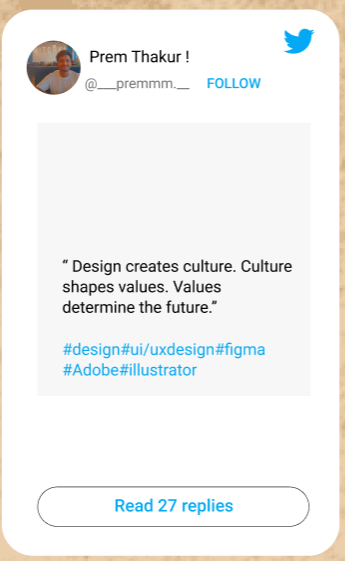 Prem Thakur !
@___premmm.__ FOLLOW
“ Design creates culture. Culture
shapes values. Values
determine the future.”
#design#ui/uxdesign#figma
#Adobe#illustrator
Read 27 replies